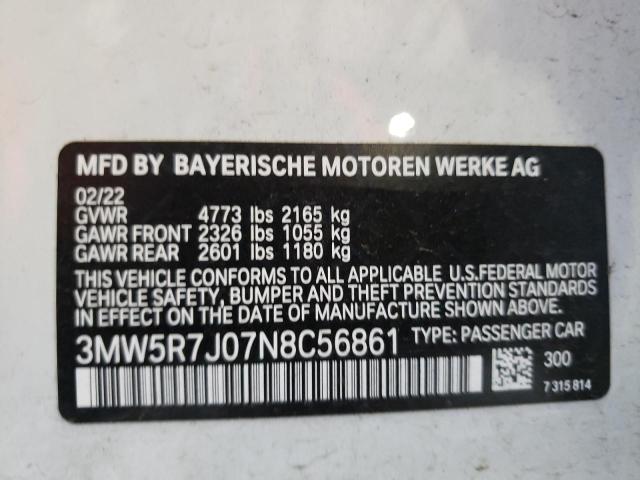 MFD BY BAYERISCHE MOTOREN WERKE AG
02/22
GVWR 4773 lbs 2165 kg
GAWR FRONT 2326 lbs 1055 kg
GAWR REAR 2601 lbs 1180 kg
THIS VEHICLE CONFORMS TO ALL APPLICABLE U.S.FEDERAL MOTOR
VEHICLE SAFETY, BUMPER AND THEFT PREVENTION STANDARDS
IN EFFECT ON THE DATE OF MANUFACTURE SHOWN ABOVE.
3MW5R7J07N8C56861 TYPE: PASSENGER CAR
300
7 315 814